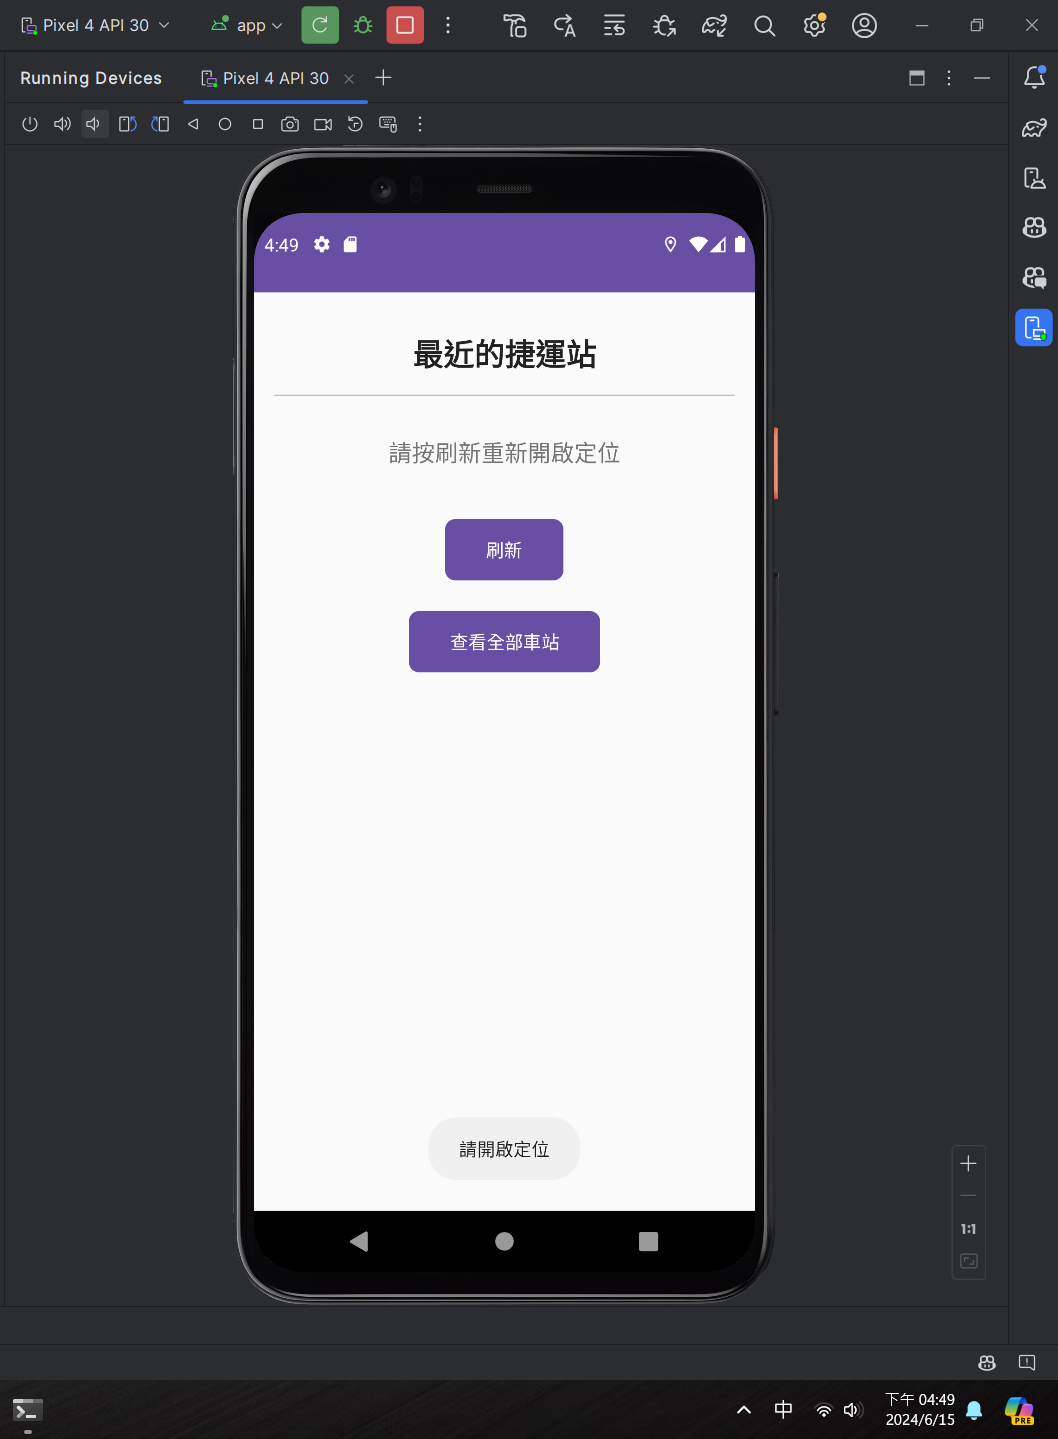 Pixel 4 API 30
app
Running Devices
Pixel 4 API 30
4:49
最近的捷運站
請按刷新重新開啟定位
刷新
查看全部車站
請開啟定位
1:1
中
下午 04:49
2024/6/15
PRE